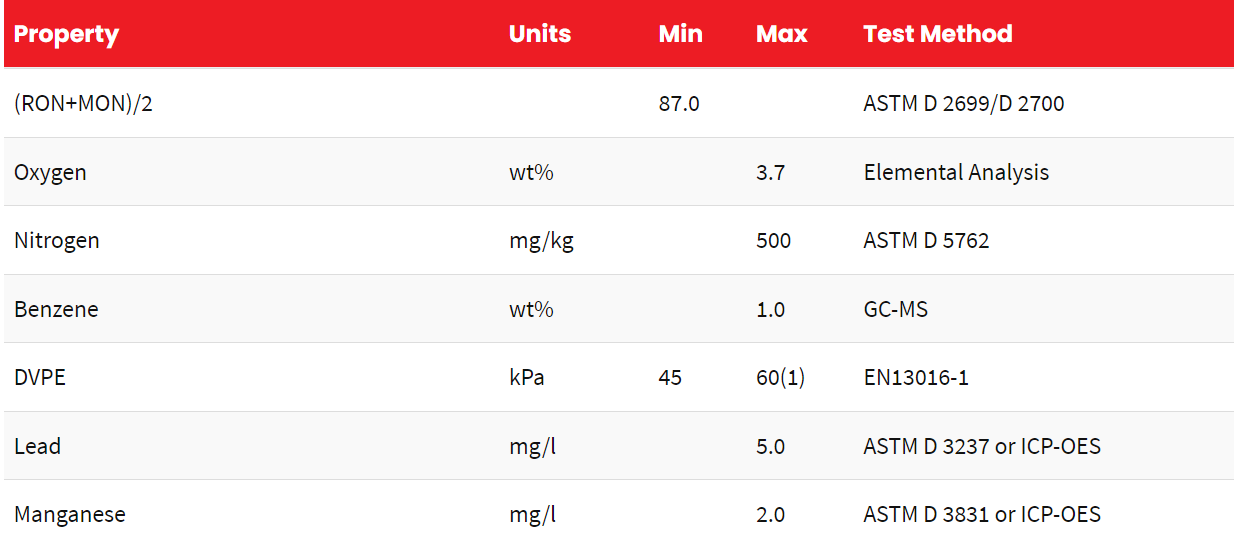 Property Units Min Max Test Method
(RON+MON)/2 87.0 ASTM D 2699/D 2700
Oxygen wt% 3.7 Elemental Analysis
Nitrogen mg/kg 500 ASTM D 5762
Benzene wt% 1.0 GC-MS
DVPE kPa 45 60(1) EN13016-1
Lead mg/l 5.0 ASTM D 3237 or ICP-OES
Manganese mg/l 2.0 ASTM D 3831 or ICP-OES